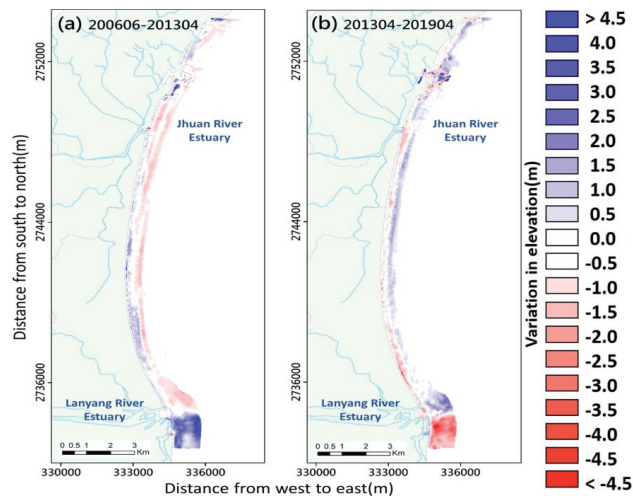 (a) 200606-201304
(b) 201304-201904
2752000
2744000
2736000
Distance from south to north(m)
Jhuan River
Estuary
Lanyang River
Estuary
0 0.5 1 2 3
Km
330000 333000 336000
2752000
2744000
2736000
Jhuan River
Estuary
Lanyang River
Estuary
0 0.5 1 2 3
Km
330000 333000 336000
Distance from west to east(m)
Variation in elevation(m)
> 4.5
4.0
3.5
3.0
2.5
2.0
1.5
1.0
0.5
0.0
-0.5
-1.0
-1.5
-2.0
-2.5
-3.0
-3.5
-4.0
-4.5
< -4.5